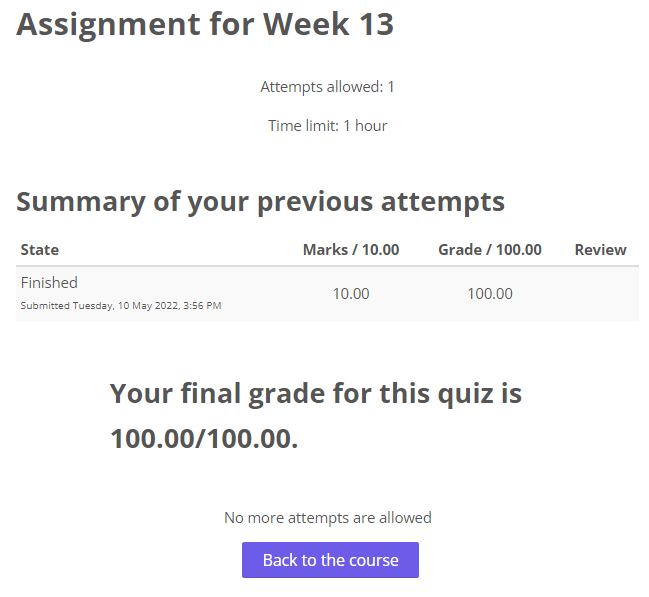 Assignment for Week 13
Attempts allowed: 1
Time limit: 1 hour
Summary of your previous attempts
State Marks / 10.00 Grade / 100.00 Review
Finished 10.00 100.00
Submitted Tuesday, 10 May 2022, 3:56 PM
Your final grade for this quiz is
100.00/100.00.
No more attempts are allowed
Back to the course